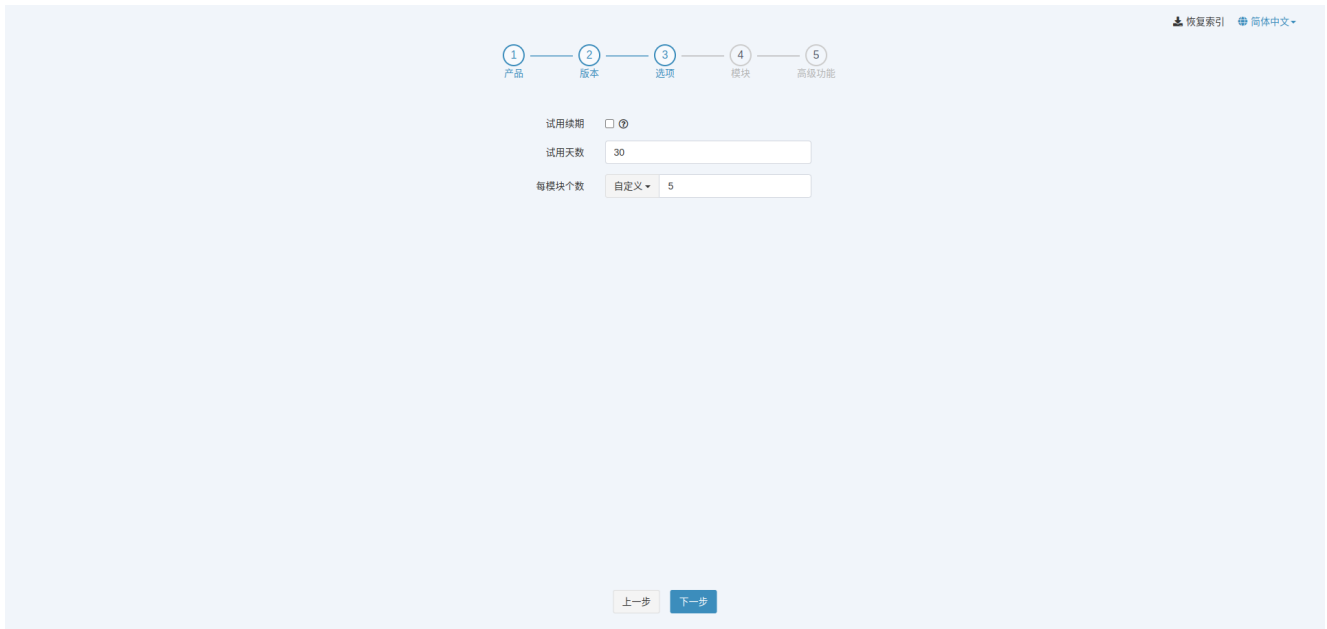 恢复索引 简体中文
1 2 3 4 5
产品 版本 选项 模块 高级功能
试用续期
试用天数 30
每模块个数 自定义 5
上一步 下一步